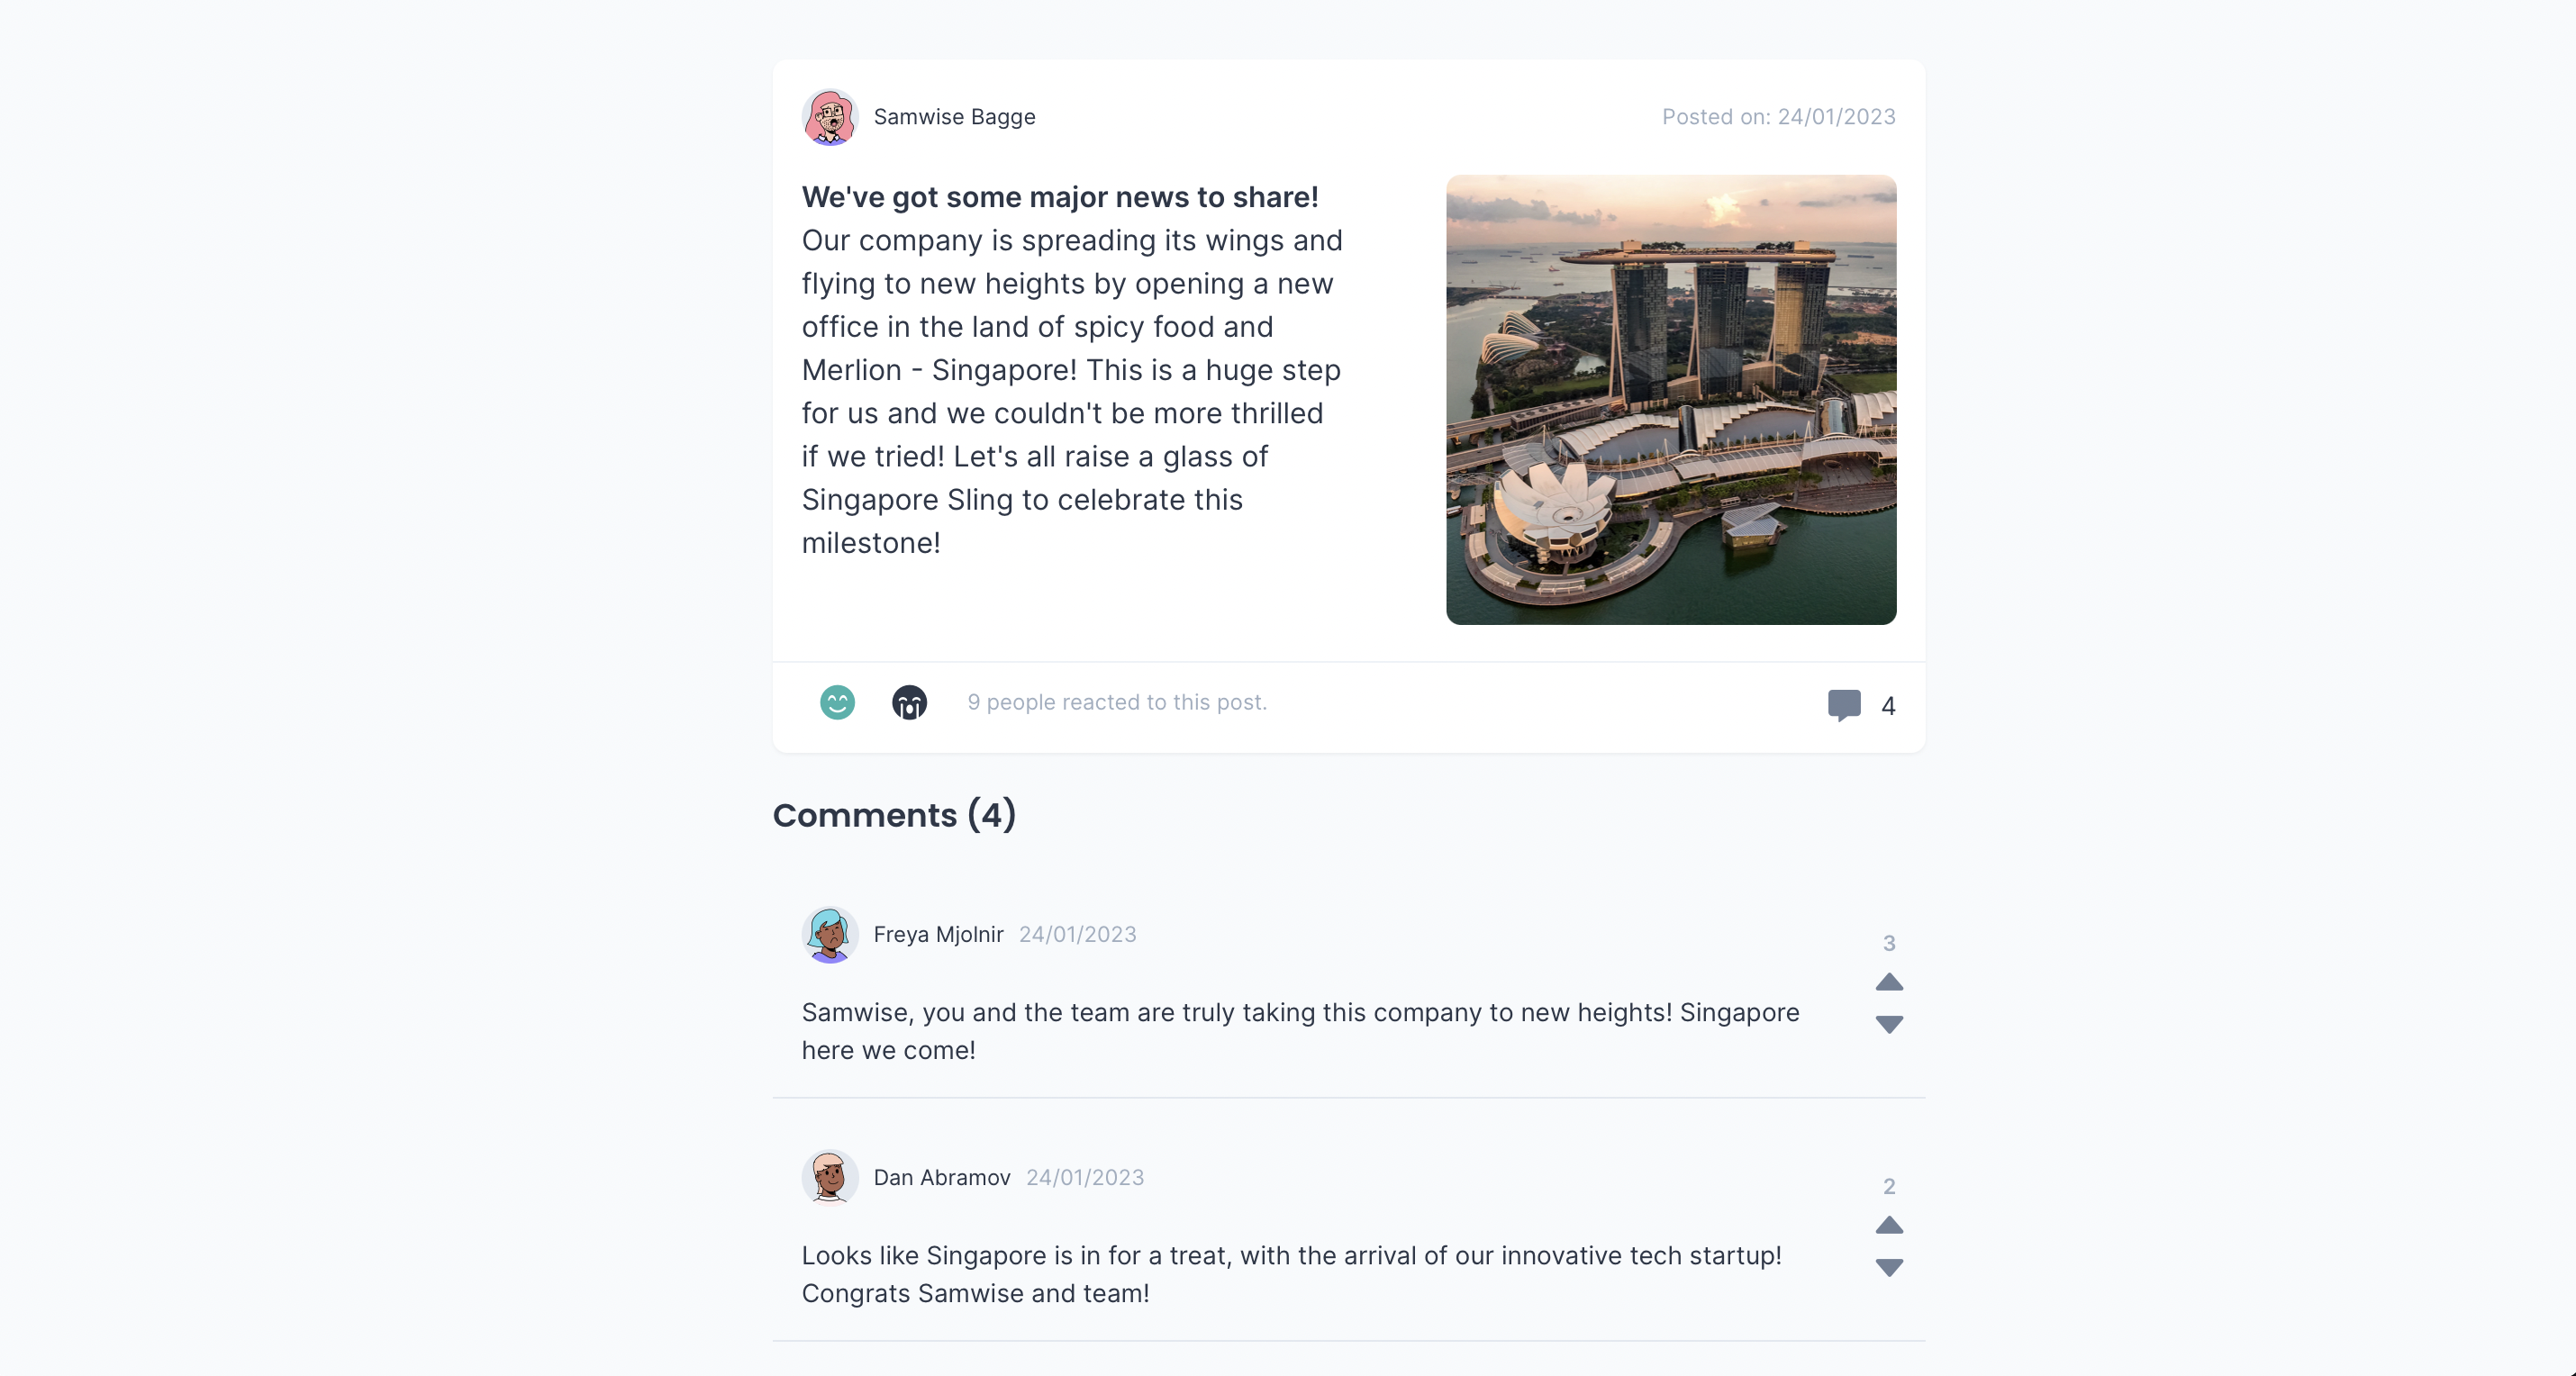 Samwise Bagge
Posted on: 24/01/2023
We've got some major news to share!
Our company is spreading its wings and
flying to new heights by opening a new
office in the land of spicy food and
Merlion - Singapore! This is a huge step
for us and we couldn't be more thrilled
if we tried! Let's all raise a glass of
Singapore Sling to celebrate this
milestone!
9 people reacted to this post.
4
Comments (4)
Freya Mjolnir 24/01/2023
3
Samwise, you and the team are truly taking this company to new heights! Singapore
here we come!
Dan Abramov 24/01/2023
2
Looks like Singapore is in for a treat, with the arrival of our innovative tech startup!
Congrats Samwise and team!